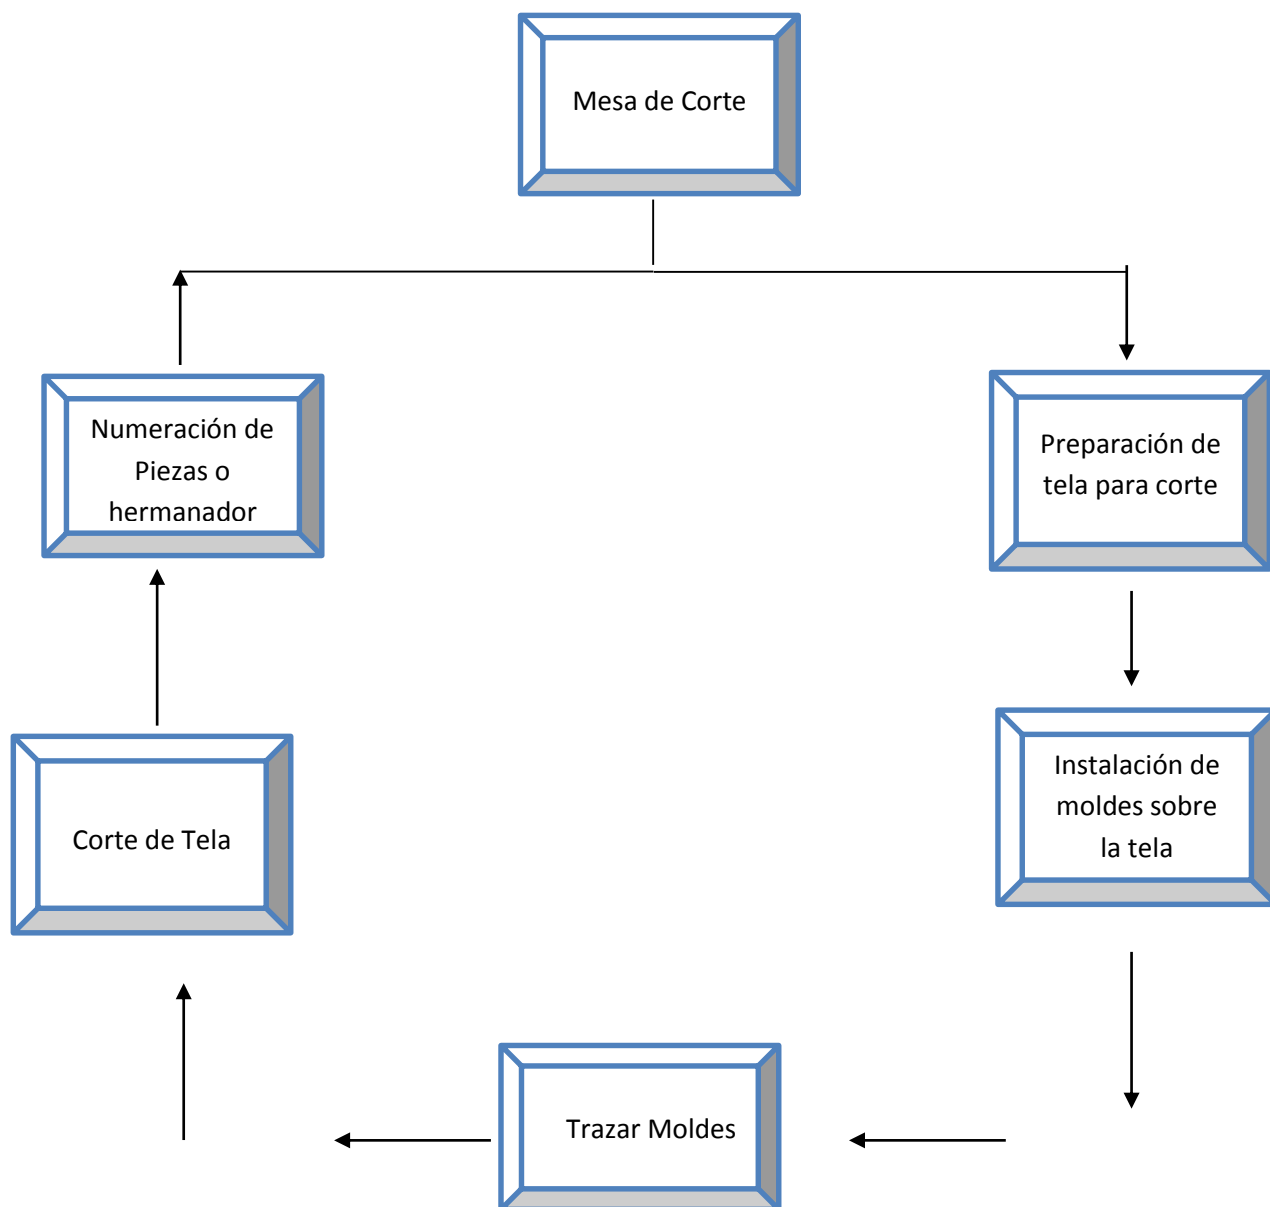 Mesa de Corte
Numeración de
Piezas o
hermanador
Preparación de
tela para corte
Instalación de
moldes sobre
la tela
Corte de Tela
Trazar Moldes